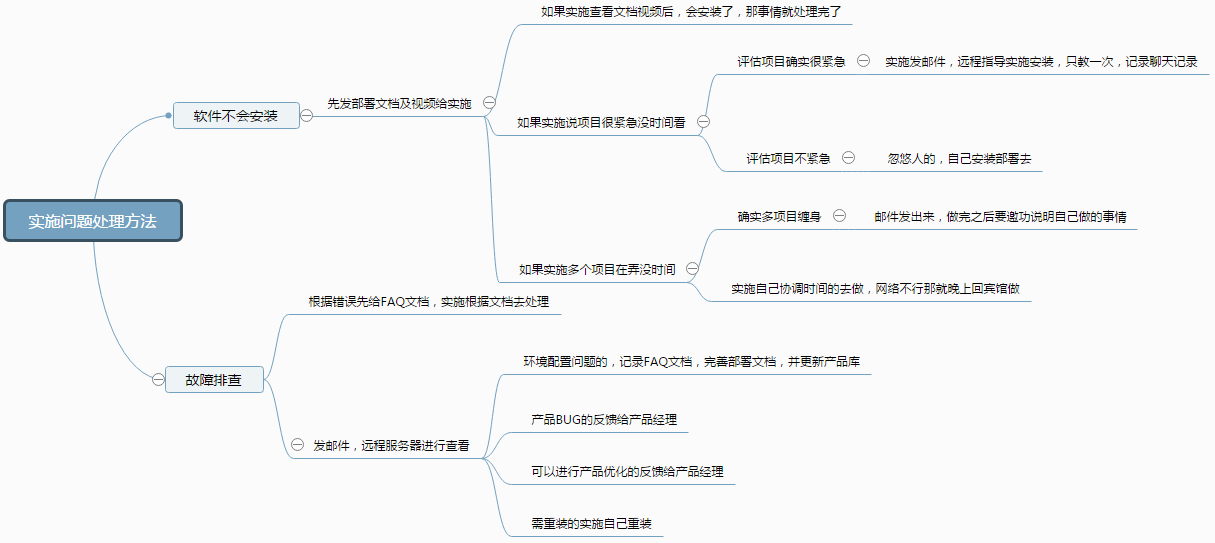 实施问题处理方法
软件不会安装
先发部署文档及视频给实施
如果实施查看文档视频后，会安装了，那事情就处理完了
如果实施说项目很紧急没时间看
评估项目确实很紧急
实施发邮件，远程指导实施安装，只教一次，记录聊天记录
评估项目不紧急
忽悠人的，自己安装部署去
如果实施多个项目在弄没时间
确实多项目缠身
邮件发出来，做完之后要邀功说明自己做的事情
实施自己协调时间的去做，网络不行那就晚上回宾馆做
故障排查
根据错误先给FAQ文档，实施根据文档去处理
发邮件，远程服务器进行查看
环境配置问题的，记录FAQ文档，完善部署文档，并更新产品库
产品BUG的反馈给产品经理
可以进行产品优化的反馈给产品经理
需重装的实施自己重装